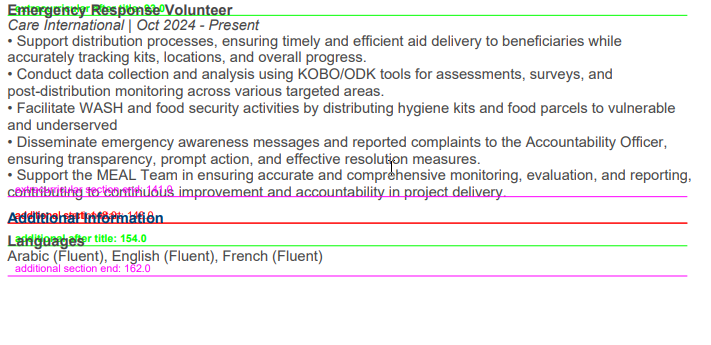 extracurricular after title: 23.0
Emergency Response Volunteer
Care International | Oct 2024 - Present
• Support distribution processes, ensuring timely and efficient aid delivery to beneficiaries while
accurately tracking kits, locations, and overall progress.
• Conduct data collection and analysis using KOBO/ODK tools for assessments, surveys, and
post-distribution monitoring across various targeted areas.
• Facilitate WASH and food security activities by distributing hygiene kits and food parcels to vulnerable
and underserved
• Disseminate emergency awareness messages and reported complaints to the Accountability Officer,
ensuring transparency, prompt action, and effective resolution measures.
• Support the MEAL Team in ensuring accurate and comprehensive monitoring, evaluation, and reporting,
contributing to continuous improvement and accountability in project delivery.
extracurricular section end: 141.0
Additional Information
additional after title: 154.0
Languages
Arabic (Fluent), English (Fluent), French (Fluent)
additional section end: 162.0